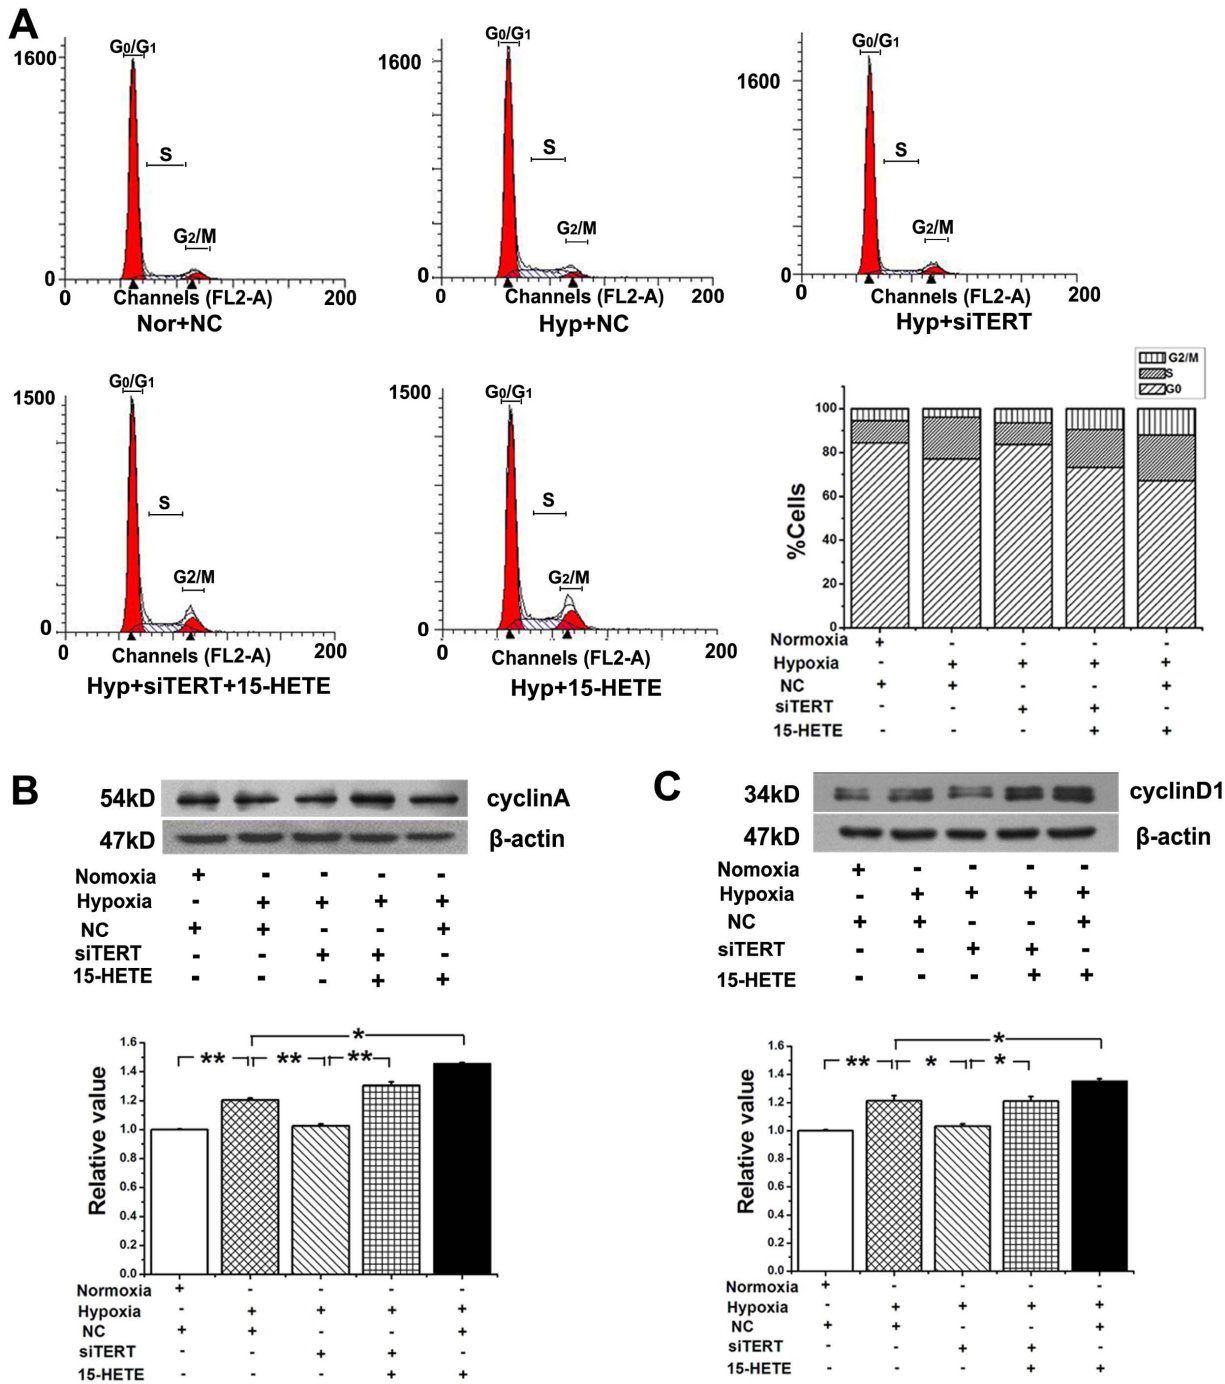 A
G0/G1
1600
S
G2/M
0
0 Channels (FL2-A) 200
Nor+NC
G0/G1
1600
S
G2/M
0
0 Channels (FL2-A) 200
Hyp+NC
G0/G1
1600
S
G2/M
0
0 Channels (FL2-A) 200
Hyp+siTERT
G0/G1
1500
S
G2/M
0
0 Channels (FL2-A) 200
Hyp+siTERT+15-HETE
G0/G1
1500
S
G2/M
0
0 Channels (FL2-A) 200
Hyp+15-HETE
G2/M
S
G0
100
80
60
40
20
0
%Cells
Normoxia + - - - -
Hypoxia - + + + +
NC + + - - +
siTERT - - + + -
15-HETE - - - + +
B
54kD cyclinA
47kD β-actin
Nomoxia + - - - -
Hypoxia - + + + +
NC + + - - +
siTERT - - + + -
15-HETE - - - + +
*
** ** **
1.6
1.4
1.2
1.0
0.8
0.6
0.4
0.2
0.0
Relative value
Normoxia + - - - -
Hypoxia - + + + +
NC + + - - +
siTERT - - + + -
15-HETE - - - + +
C
34kD cyclinD1
47kD β-actin
Nomoxia + - - - -
Hypoxia - + + + +
NC + + - - +
siTERT - - + + -
15-HETE - - - + +
*
** * *
1.6
1.4
1.2
1.0
0.8
0.6
0.4
0.2
0.0
Relative value
Normoxia + - - - -
Hypoxia - + + + +
NC + + - - +
siTERT - - + + -
15-HETE - - - + +